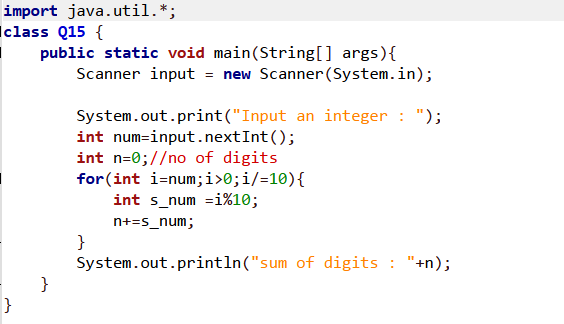 import java.util.*;
class Q15 {
    public static void main(String[] args){
        Scanner input = new Scanner(System.in);

        System.out.print("Input an integer : ");
        int num=input.nextInt();
        int n=0;//no of digits
        for(int i=num;i>0;i/=10){
            int s_num =i%10;
            n+=s_num;
        }
        System.out.println("sum of digits : "+n);
    }
}